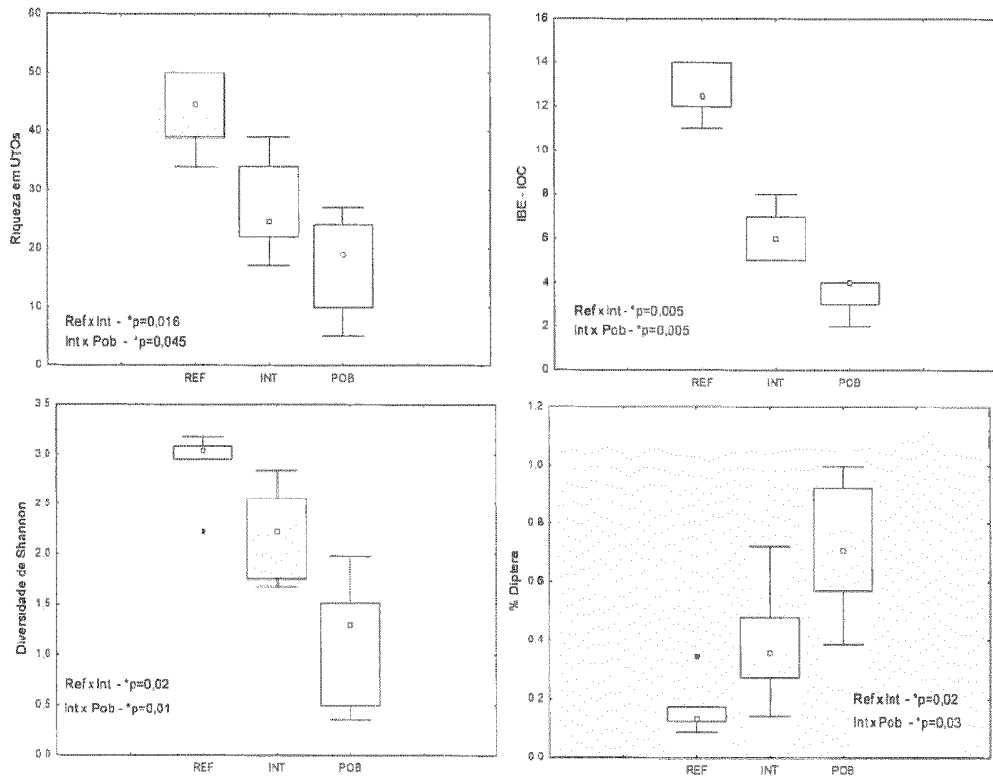 60
50
40
30
20
10
0
Riqueza em UTOs
Ref x Int - *p=0,016
Int x Pob - *p=0,045
REF INT POB
16
14
12
10
8
6
4
2
0
IBE - IOC
Ref x Int - *p=0,005
Int x Pob - *p=0,005
REF INT POB
3.5
3.0
2.5
2.0
1.5
1.0
0.5
0.0
Diversidade de Shannon
Ref x Int - *p=0,02
Int x Pob - *p=0,01
REF INT POB
1.2
1.0
0.8
0.6
0.4
0.2
0.0
% Diptera
Ref x Int - *p=0,02
Int x Pob - *p=0,03
REF INT POB